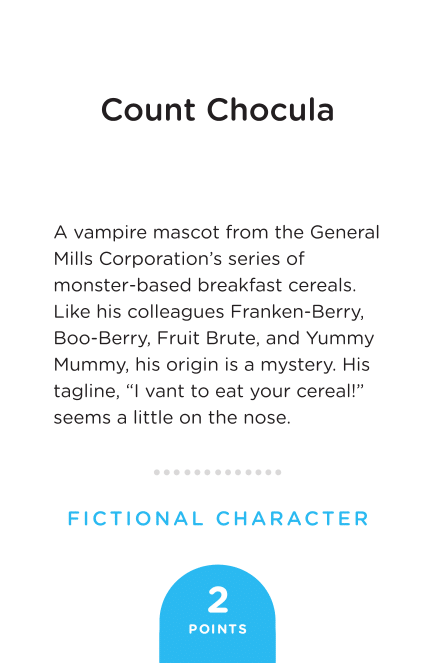 Count Chocula
A vampire mascot from the General
Mills Corporation’s series of
monster-based breakfast cereals.
Like his colleagues Franken-Berry,
Boo-Berry, Fruit Brute, and Yummy
Mummy, his origin is a mystery. His
tagline, “I vant to eat your cereal!”
seems a little on the nose.
FICTIONAL CHARACTER
2
POINTS